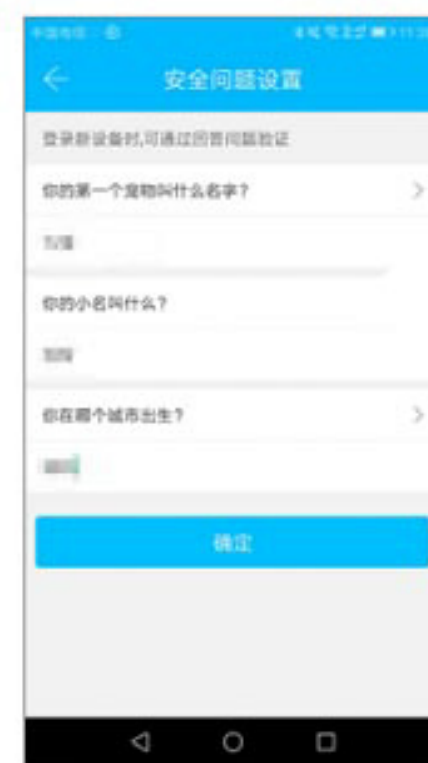 安全问题设置
登录新设备时,可通过回答问题验证
你的第一个宠物叫什么名字?
你的小名叫什么?
你在哪个城市出生?
确定